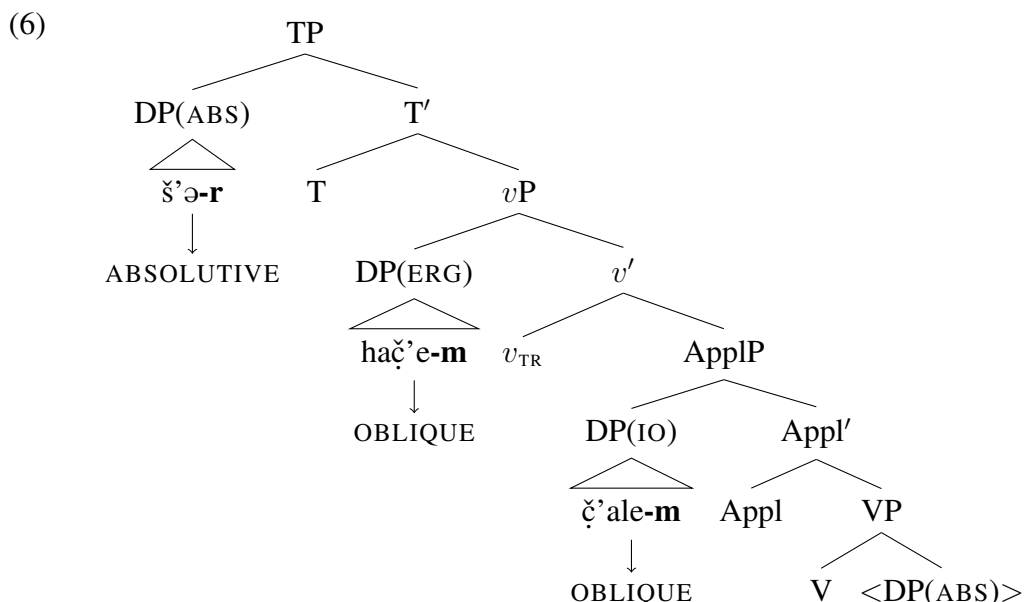 (6) TP
DP(ABS) T′
š’ə-r T vP
ABSOLUTIVE DP(ERG) v′
hač̣’e-m vTR ApplP
OBLIQUE DP(IO) Appl′
č̣’ale-m Appl VP
OBLIQUE V <DP(ABS)>